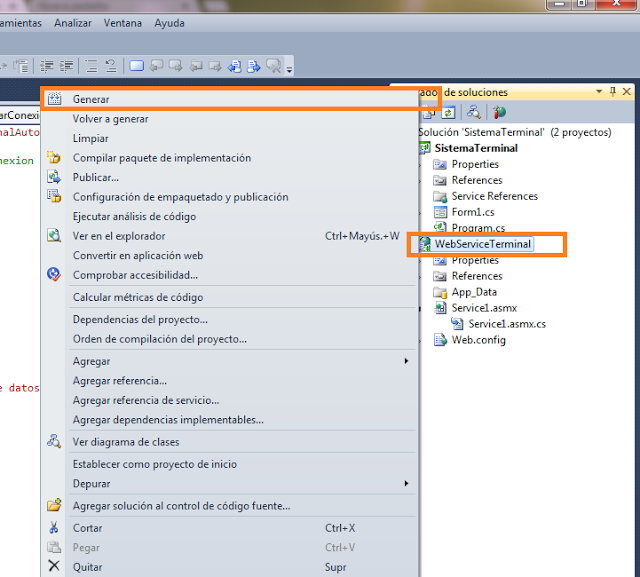 amientas Analizar Ventana Ayuda
arConex
Generar
nalAuto
Volver a generar
Limpiar
nexion
Compilar paquete de implementación
Publicar...
Configuración de empaquetado y publicación
Ejecutar análisis de código
Ver en el explorador Ctrl+Mayús.+W
Convertir en aplicación web
Comprobar accesibilidad...
Calcular métricas de código
Dependencias del proyecto...
Orden de compilación del proyecto...
Agregar
Agregar referencia...
e datos
Agregar referencia de servicio...
Agregar dependencias implementables...
Ver diagrama de clases
Establecer como proyecto de inicio
Depurar
Agregar solución al control de código fuente...
Cortar Ctrl+X
Pegar Ctrl+V
Quitar Supr
ado de soluciones
Solución 'SistemaTerminal' (2 proyectos)
SistemaTerminal
Properties
References
Service References
Form1.cs
Program.cs
WebServiceTerminal
Properties
References
App_Data
Service1.asmx
Service1.asmx.cs
Web.config